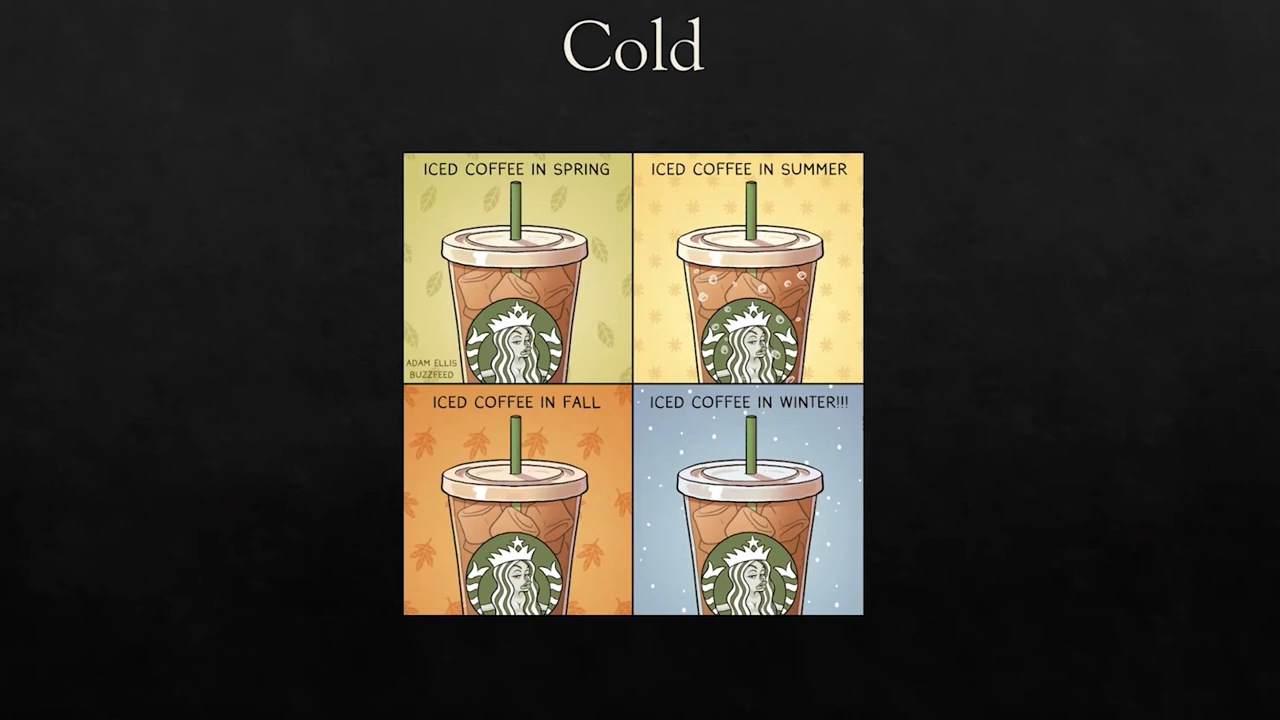 Cold
ICED COFFEE IN SPRING
ICED COFFEE IN SUMMER
ADAM ELLIS
BUZZFEED
ICED COFFEE IN FALL
ICED COFFEE IN WINTER!!!